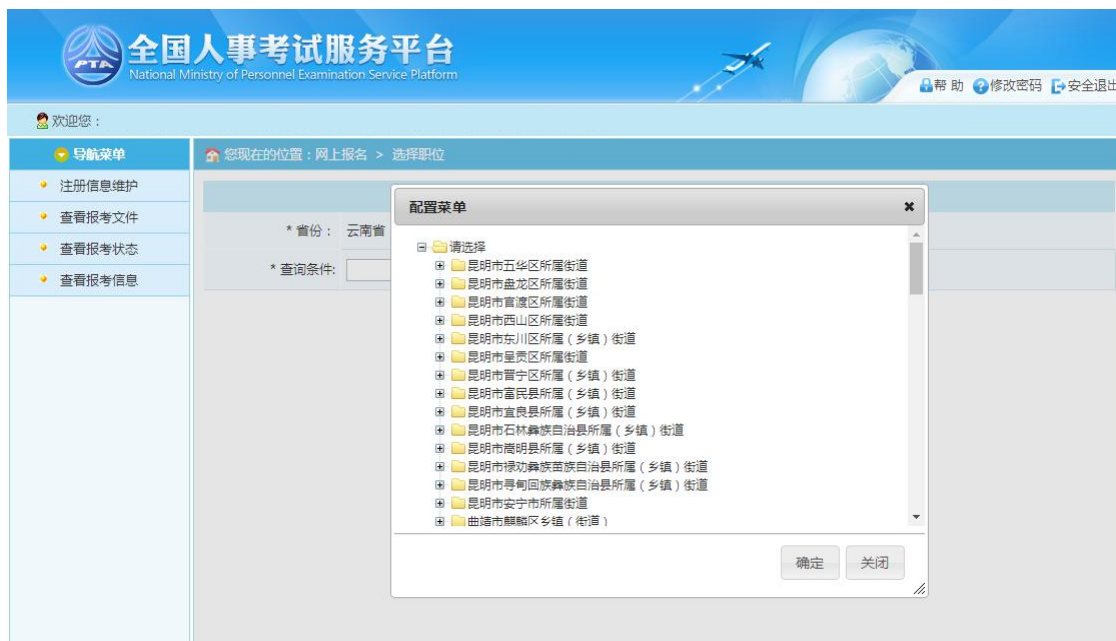 PTA
全国人事考试服务平台
National Ministry of Personnel Examination Service Platform
帮 助 修改密码 安全退出
欢迎您：
导航菜单
您现在的位置：网上报名 > 选择职位
注册信息维护
查看报考文件
查看报考状态
查看报考信息
* 省份： 云南省
* 查询条件:
配置菜单
请选择
昆明市五华区所属街道
昆明市盘龙区所属街道
昆明市官渡区所属街道
昆明市西山区所属街道
昆明市东川区所属（乡镇）街道
昆明市呈贡区所属街道
昆明市晋宁区所属（乡镇）街道
昆明市富民县所属（乡镇）街道
昆明市宜良县所属（乡镇）街道
昆明市石林彝族自治县所属（乡镇）街道
昆明市嵩明县所属（乡镇）街道
昆明市禄劝彝族苗族自治县所属（乡镇）街道
昆明市寻甸回族彝族自治县所属（乡镇）街道
昆明市安宁市所属街道
曲靖市麒麟区乡镇（街道）
确定 关闭